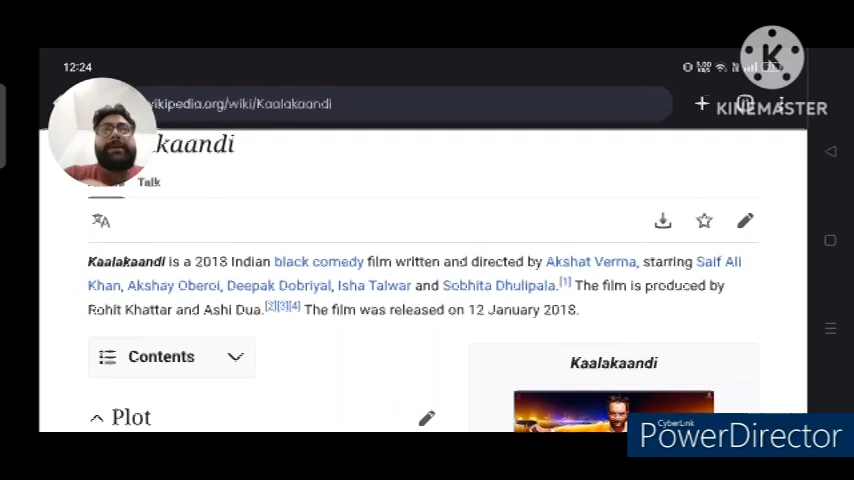 12:24
5.00
KINEMASTER
wikipedia.org/wiki/Kaalakaandi
kaandi
Talk
Kaalakaandi is a 2018 Indian black comedy film written and directed by Akshat Verma, starring Saif Ali
Khan, Akshay Oberoi, Deepak Dobriyal, Isha Talwar and Sobhita Dhulipala.[1] The film is produced by
Rohit Khattar and Ashi Dua.[2][3][4] The film was released on 12 January 2018.
Contents
Kaalakaandi
Plot
CyberLink
PowerDirector